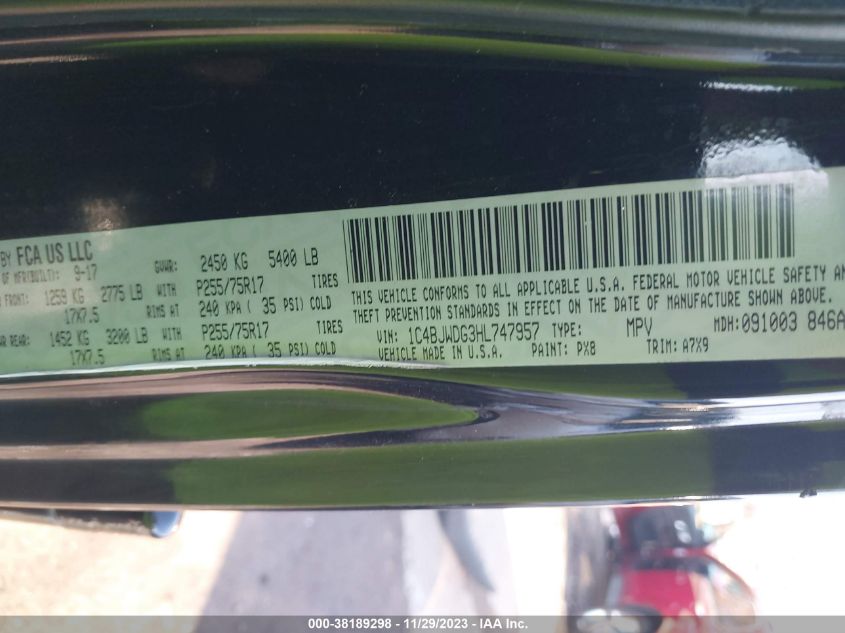 BY FCA US LLC
OF MFR(BUILT): 9-17 GVWR: 2450 KG 5400 LB
FRONT: 1259 KG 2775 LB WITH P255/75R17 TIRES
17X7.5 RIMS AT 240 KPA ( 35 PSI) COLD
REAR: 1452 KG 3200 LB WITH P255/75R17 TIRES
17X7.5 RIMS AT 240 KPA ( 35 PSI) COLD
THIS VEHICLE CONFORMS TO ALL APPLICABLE U.S.A. FEDERAL MOTOR VEHICLE SAFETY AN
THEFT PREVENTION STANDARDS IN EFFECT ON THE DATE OF MANUFACTURE SHOWN ABOVE.
VIN: 1C4BJWDG3HL747957 TYPE: MPV MDH:091003 846A
VEHICLE MADE IN U.S.A. PAINT: PX8 TRIM: A7X9
000-38189298 - 11/29/2023 - IAA Inc.